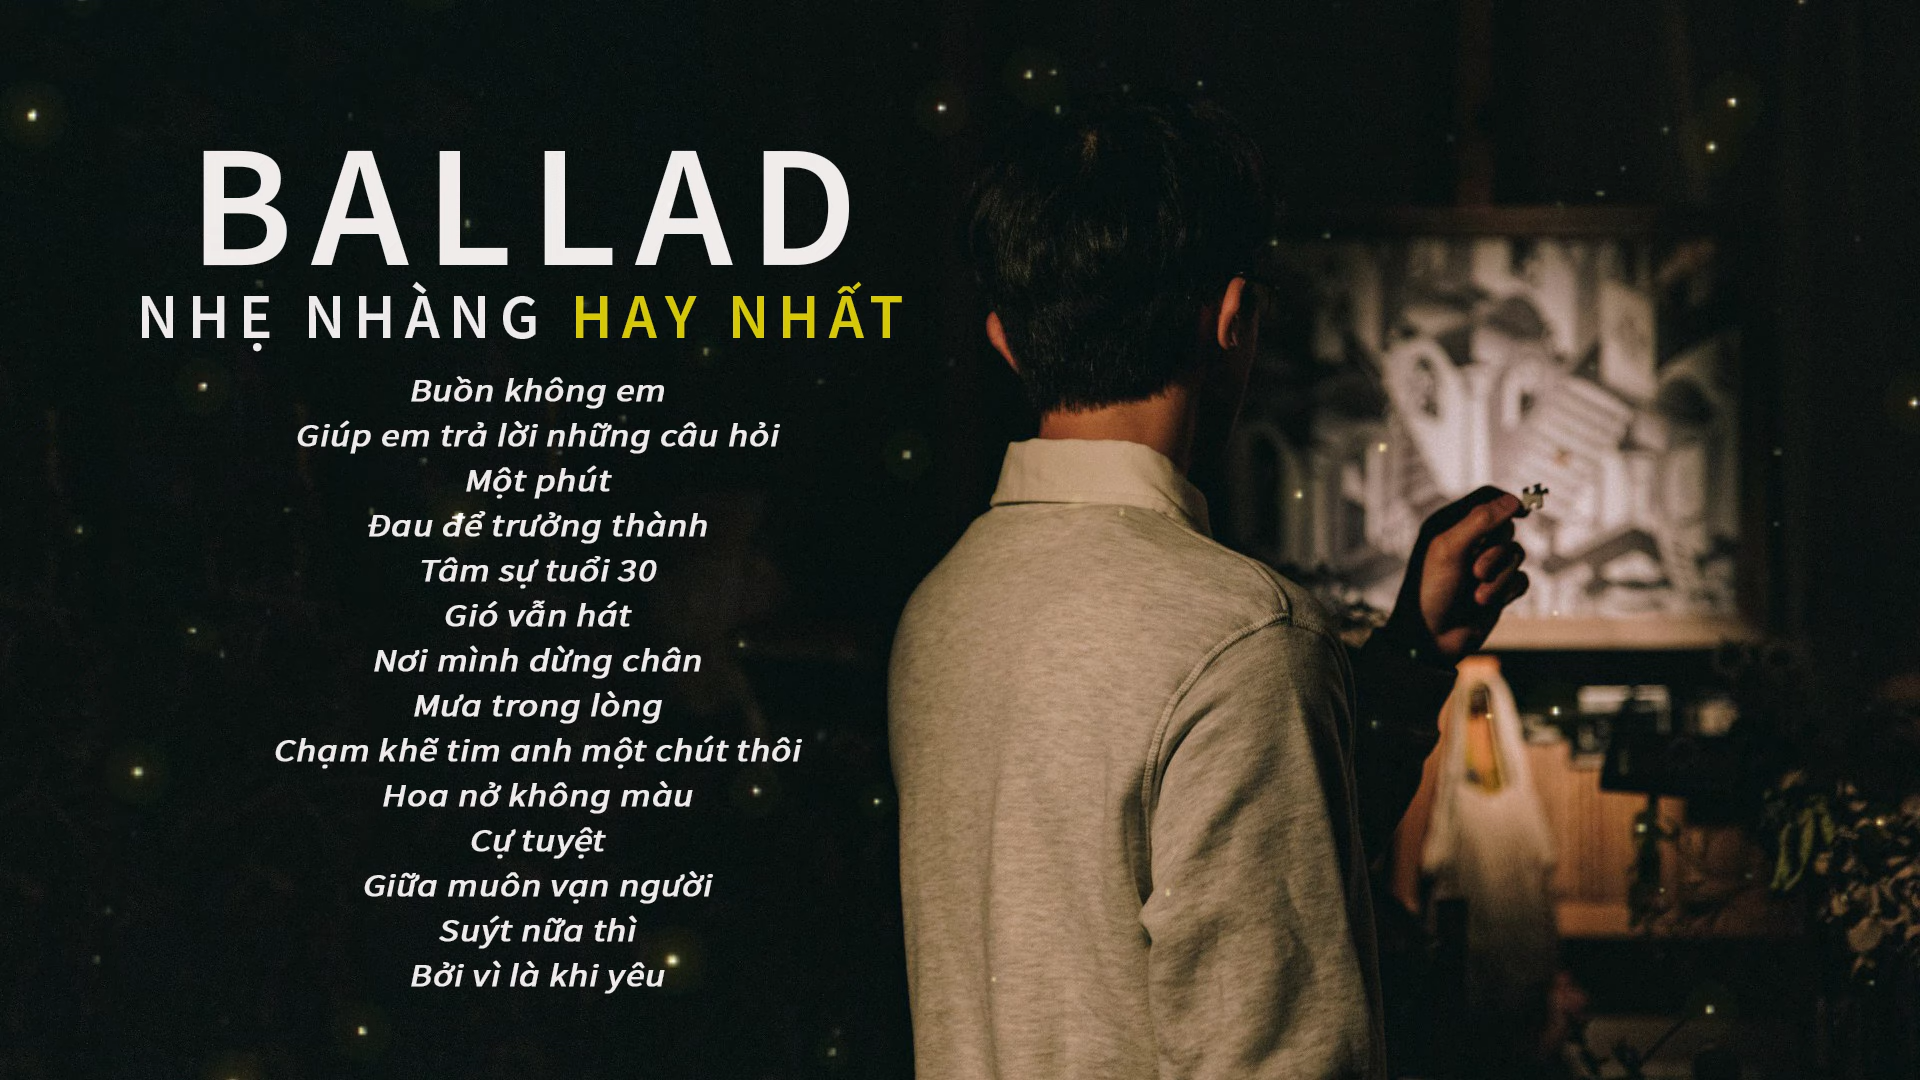 BALLAD
NHẸ NHÀNG HAY NHẤT
Buồn không em
Giúp em trả lời những câu hỏi
Một phút
Đau để trưởng thành
Tâm sự tuổi 30
Gió vẫn hát
Nơi mình dừng chân
Mưa trong lòng
Chạm khẽ tim anh một chút thôi
Hoa nở không màu
Cự tuyệt
Giữa muôn vạn người
Suýt nữa thì
Bởi vì là khi yêu